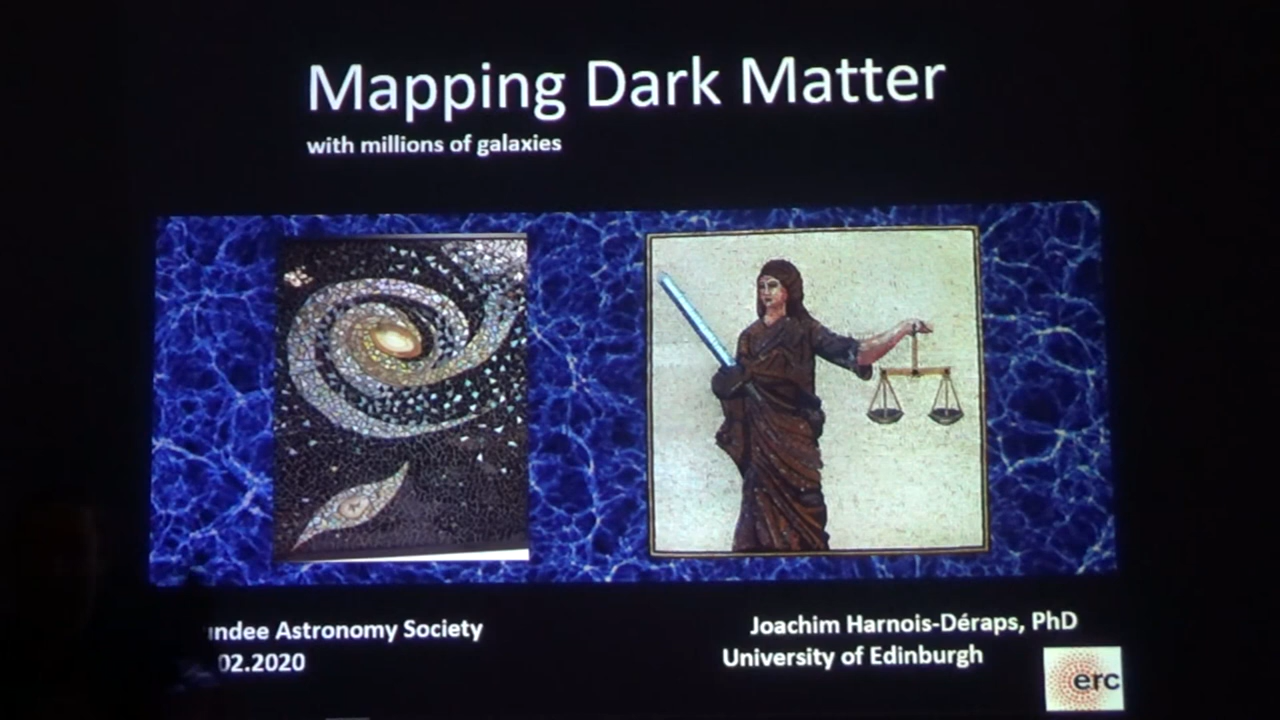 Mapping Dark Matter
with millions of galaxies
Astronomy Society
02.2020
Joachim Harnois-Déraps, PhD
University of Edinburgh
erc